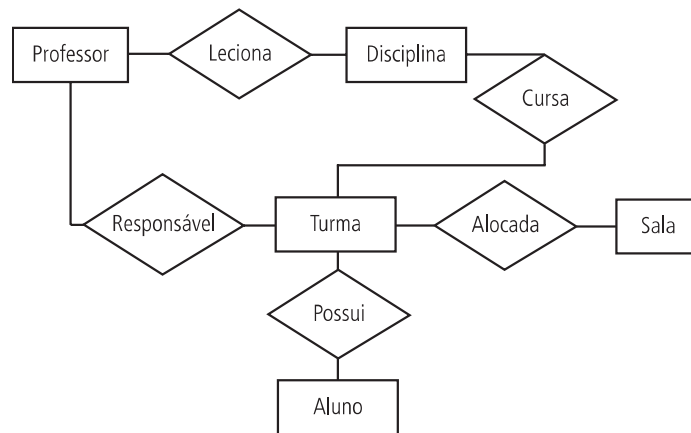 Professor
Leciona
Disciplina
Cursa
Responsável
Turma
Alocada
Sala
Possui
Aluno